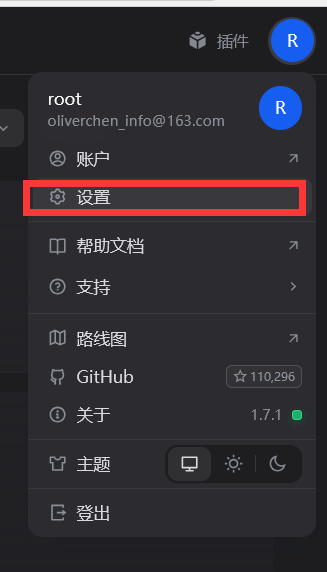 插件
R
root
R
oliverchen_info@163.com
账户
设置
帮助文档
支持
路线图
GitHub
110,296
关于
1.7.1
主题
登出